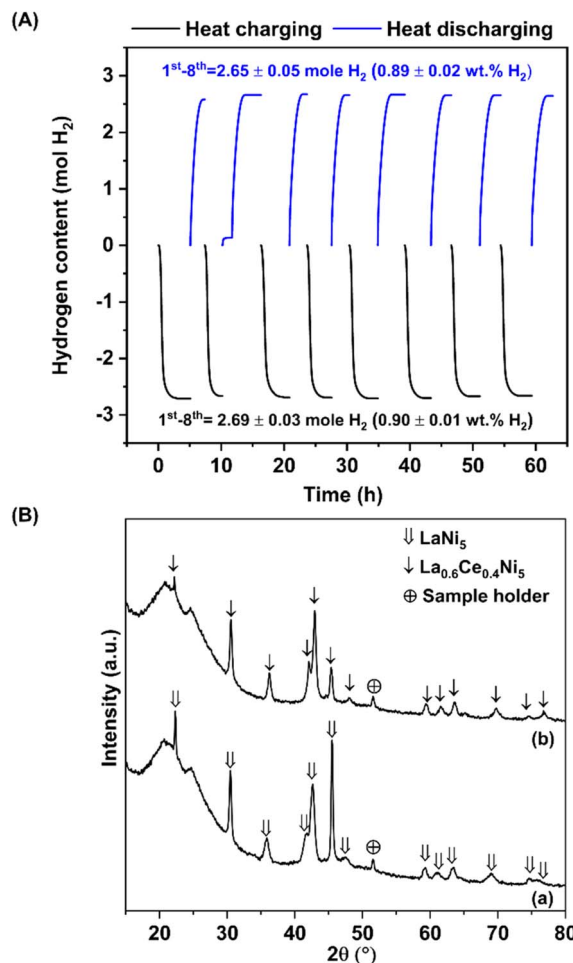 (A)
Heat charging Heat discharging
1st-8th=2.65 ± 0.05 mole H2 (0.89 ± 0.02 wt.% H2)
3
2
1
0
-1
-2
-3
Hydrogen content (mol H2)
1st-8th= 2.69 ± 0.03 mole H2 (0.90 ± 0.01 wt.% H2)
0 10 20 30 40 50 60
Time (h)
(B)
⇓ LaNi5
↓ La0.6Ce0.4Ni5
⊕ Sample holder
Intensity (a.u.)
(b)
(a)
20 30 40 50 60 70 80
2θ (°)